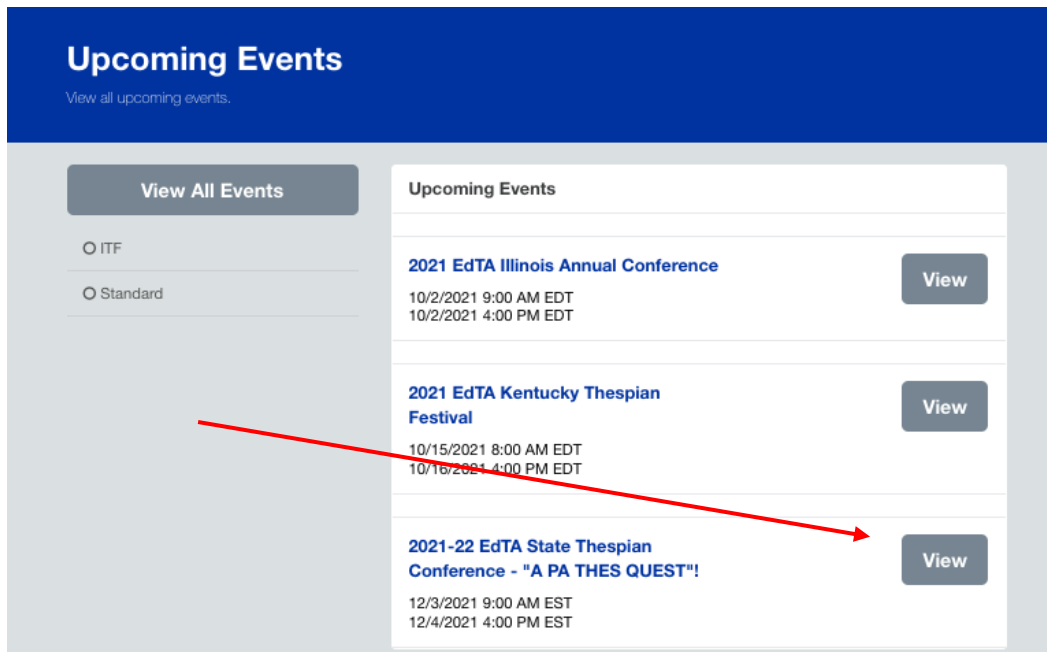 Upcoming Events
View all upcoming events.
View All Events
ITF
Standard
Upcoming Events
2021 EdTA Illinois Annual Conference
10/2/2021 9:00 AM EDT
10/2/2021 4:00 PM EDT
View
2021 EdTA Kentucky Thespian
Festival
10/15/2021 8:00 AM EDT
10/16/2021 4:00 PM EDT
View
2021-22 EdTA State Thespian
Conference - "A PA THES QUEST"!
12/3/2021 9:00 AM EST
12/4/2021 4:00 PM EST
View